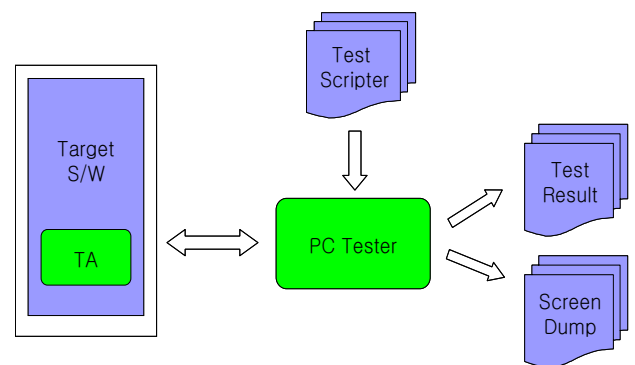 Test
Scripter
Target
S/W
TA
PC Tester
Test
Result
Screen
Dump